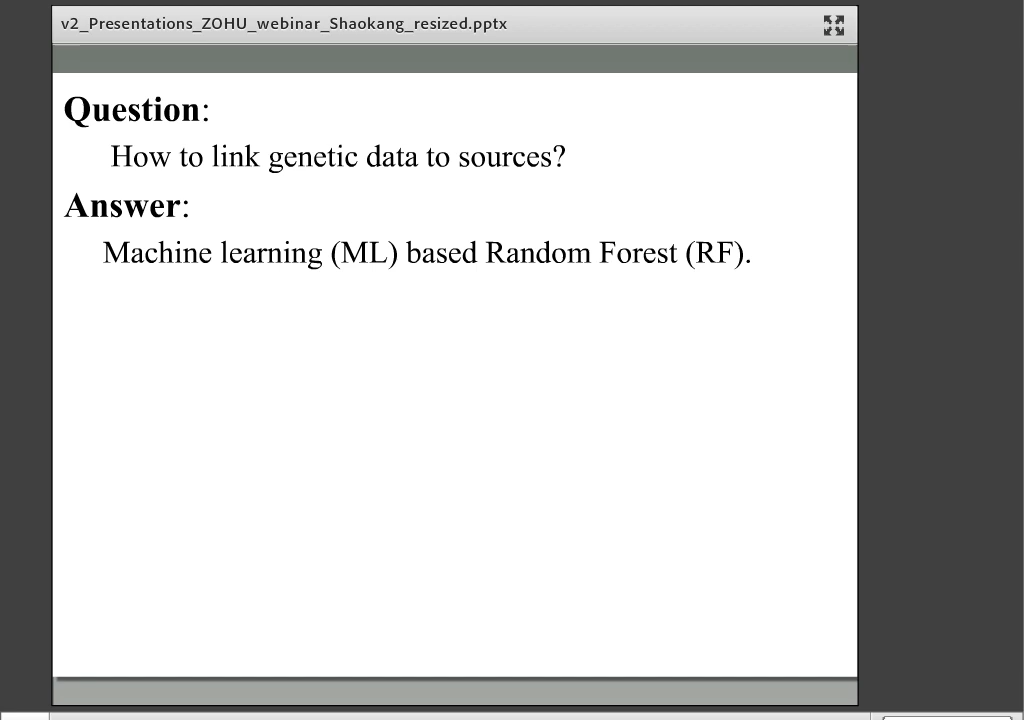 v2_Presentations_ZOHU_webinar_Shaokang_resized.pptx
Question:
How to link genetic data to sources?
Answer:
Machine learning (ML) based Random Forest (RF).